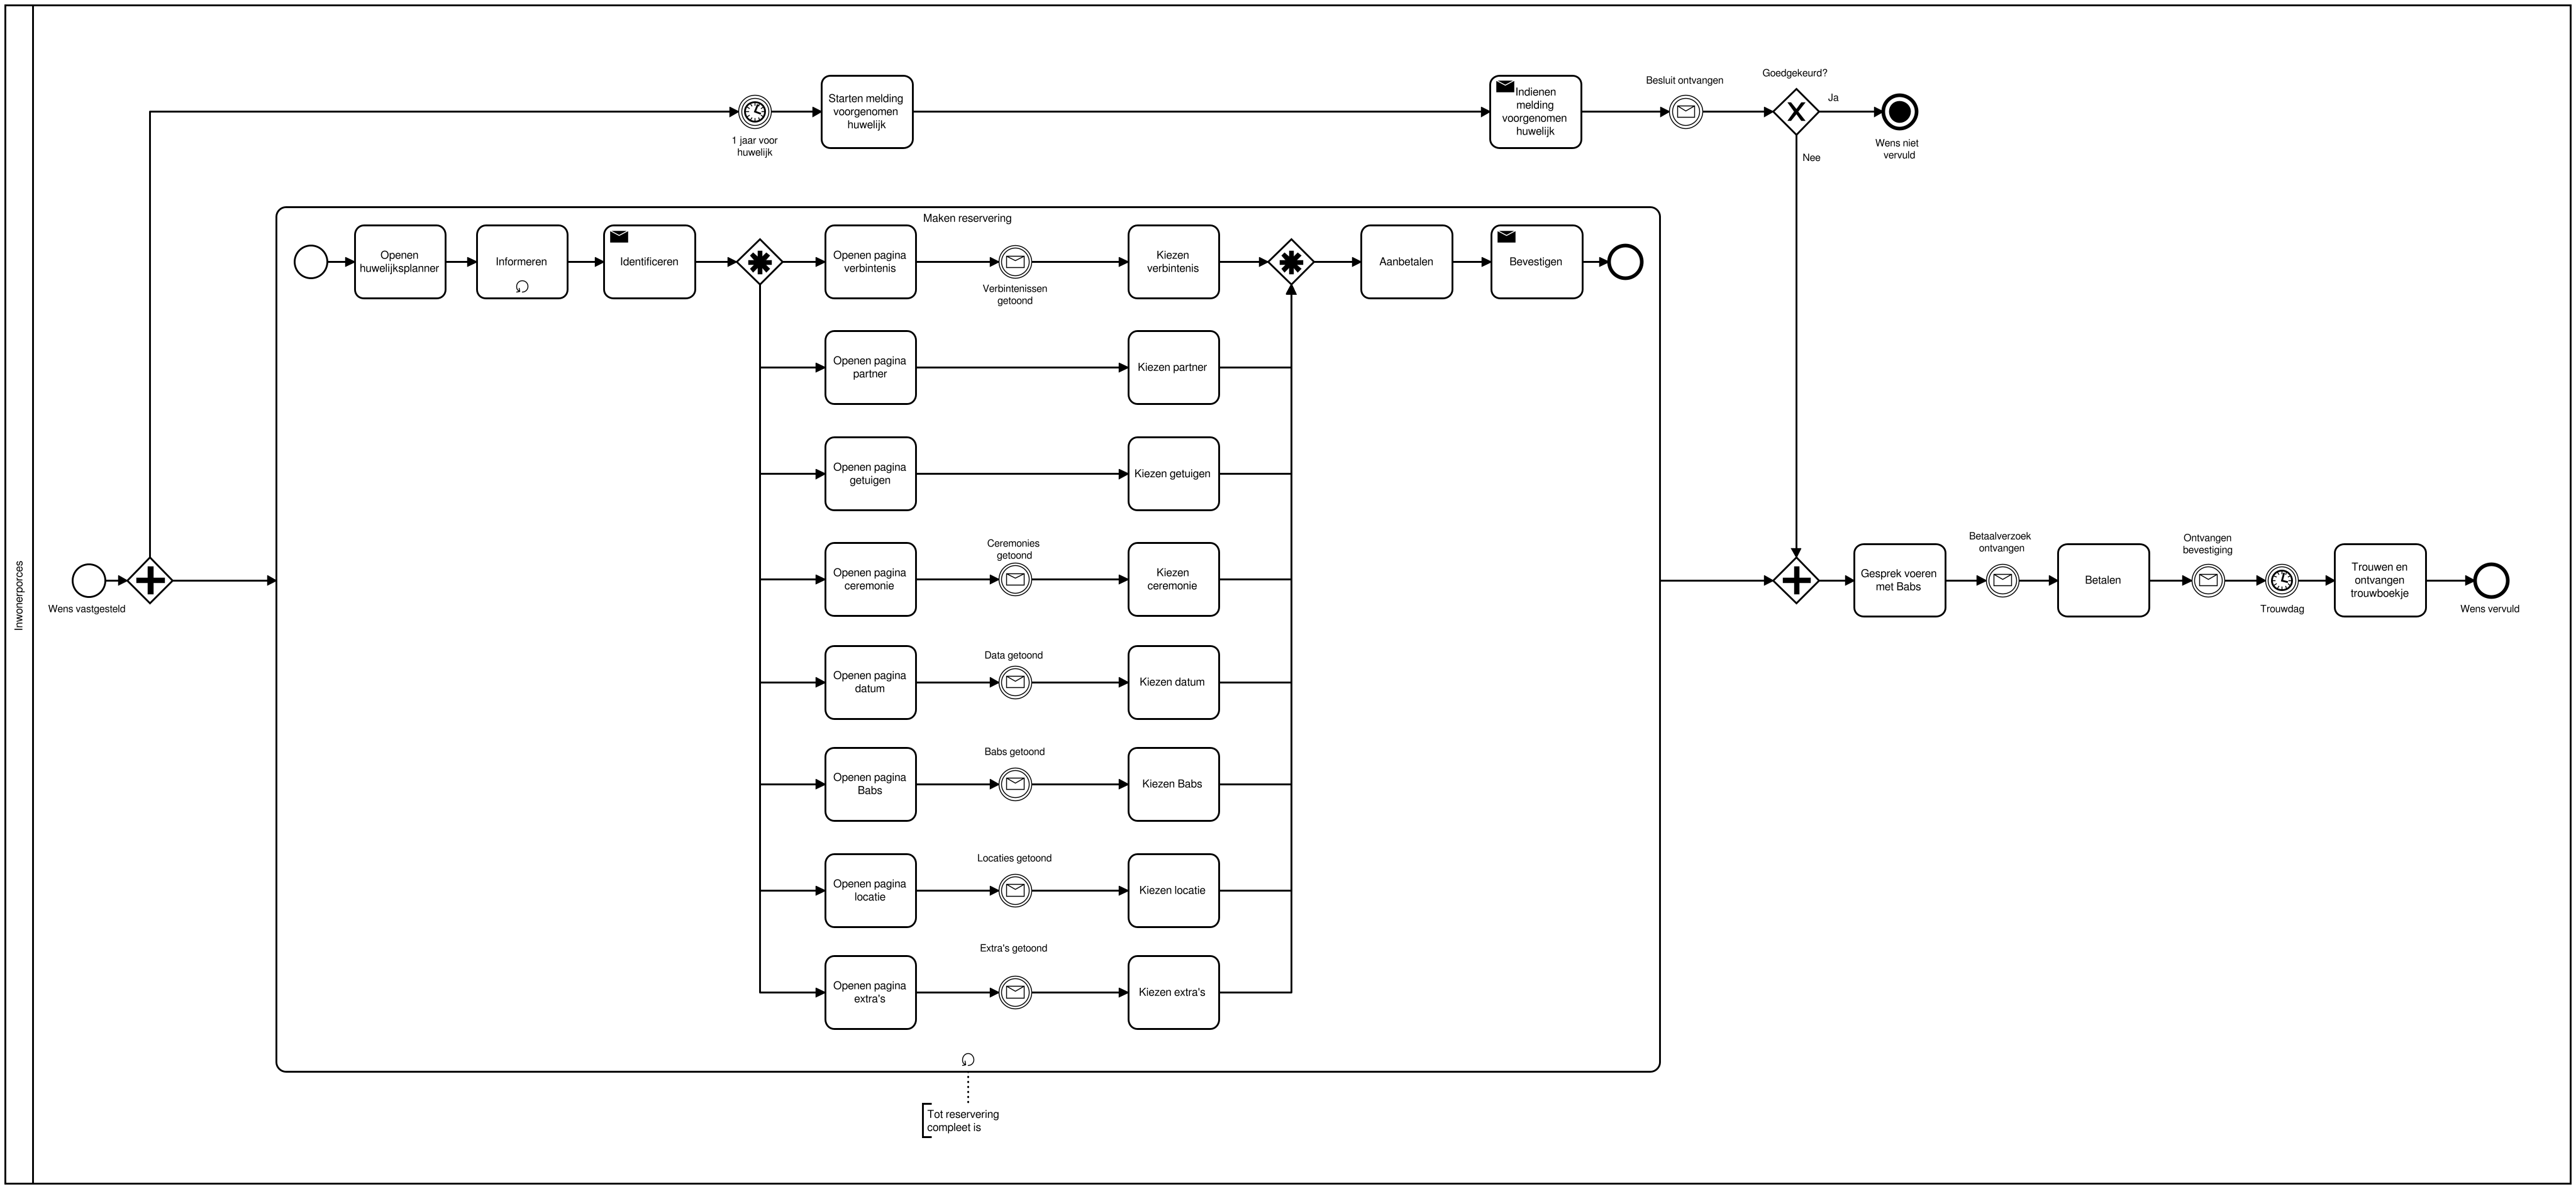 Inwonerporces
Wens vastgesteld
1 jaar voor
huwelijk
Starten melding
voorgenomen
huwelijk
Indienen
melding
voorgenomen
huwelijk
Besluit ontvangen
Goedgekeurd?
Ja
Nee
Wens niet
vervuld
Maken reservering
Openen
huwelijksplanner
Informeren
Identificeren
Openen pagina
verbintenis
Verbintenissen
getoond
Kiezen
verbintenis
Aanbetalen
Bevestigen
Openen pagina
partner
Kiezen partner
Openen pagina
getuigen
Kiezen getuigen
Openen pagina
ceremonie
Ceremonies
getoond
Kiezen
ceremonie
Openen pagina
datum
Data getoond
Kiezen datum
Openen pagina
Babs
Babs getoond
Kiezen Babs
Openen pagina
locatie
Locaties getoond
Kiezen locatie
Openen pagina
extra's
Extra's getoond
Kiezen extra's
Tot reservering
compleet is
Gesprek voeren
met Babs
Betaalverzoek
ontvangen
Betalen
Ontvangen
bevestiging
Trouwdag
Trouwen en
ontvangen
trouwboekje
Wens vervuld